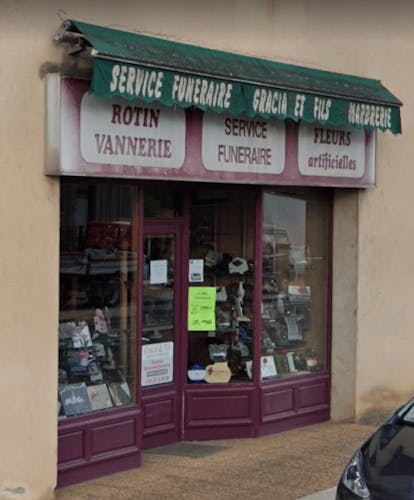 SERVICE FUNERAIRE GRACIA ET FILS MARBRERIE
ROTIN
VANNERIE
SERVICE
FUNERAIRE
FLEURS
artificielles